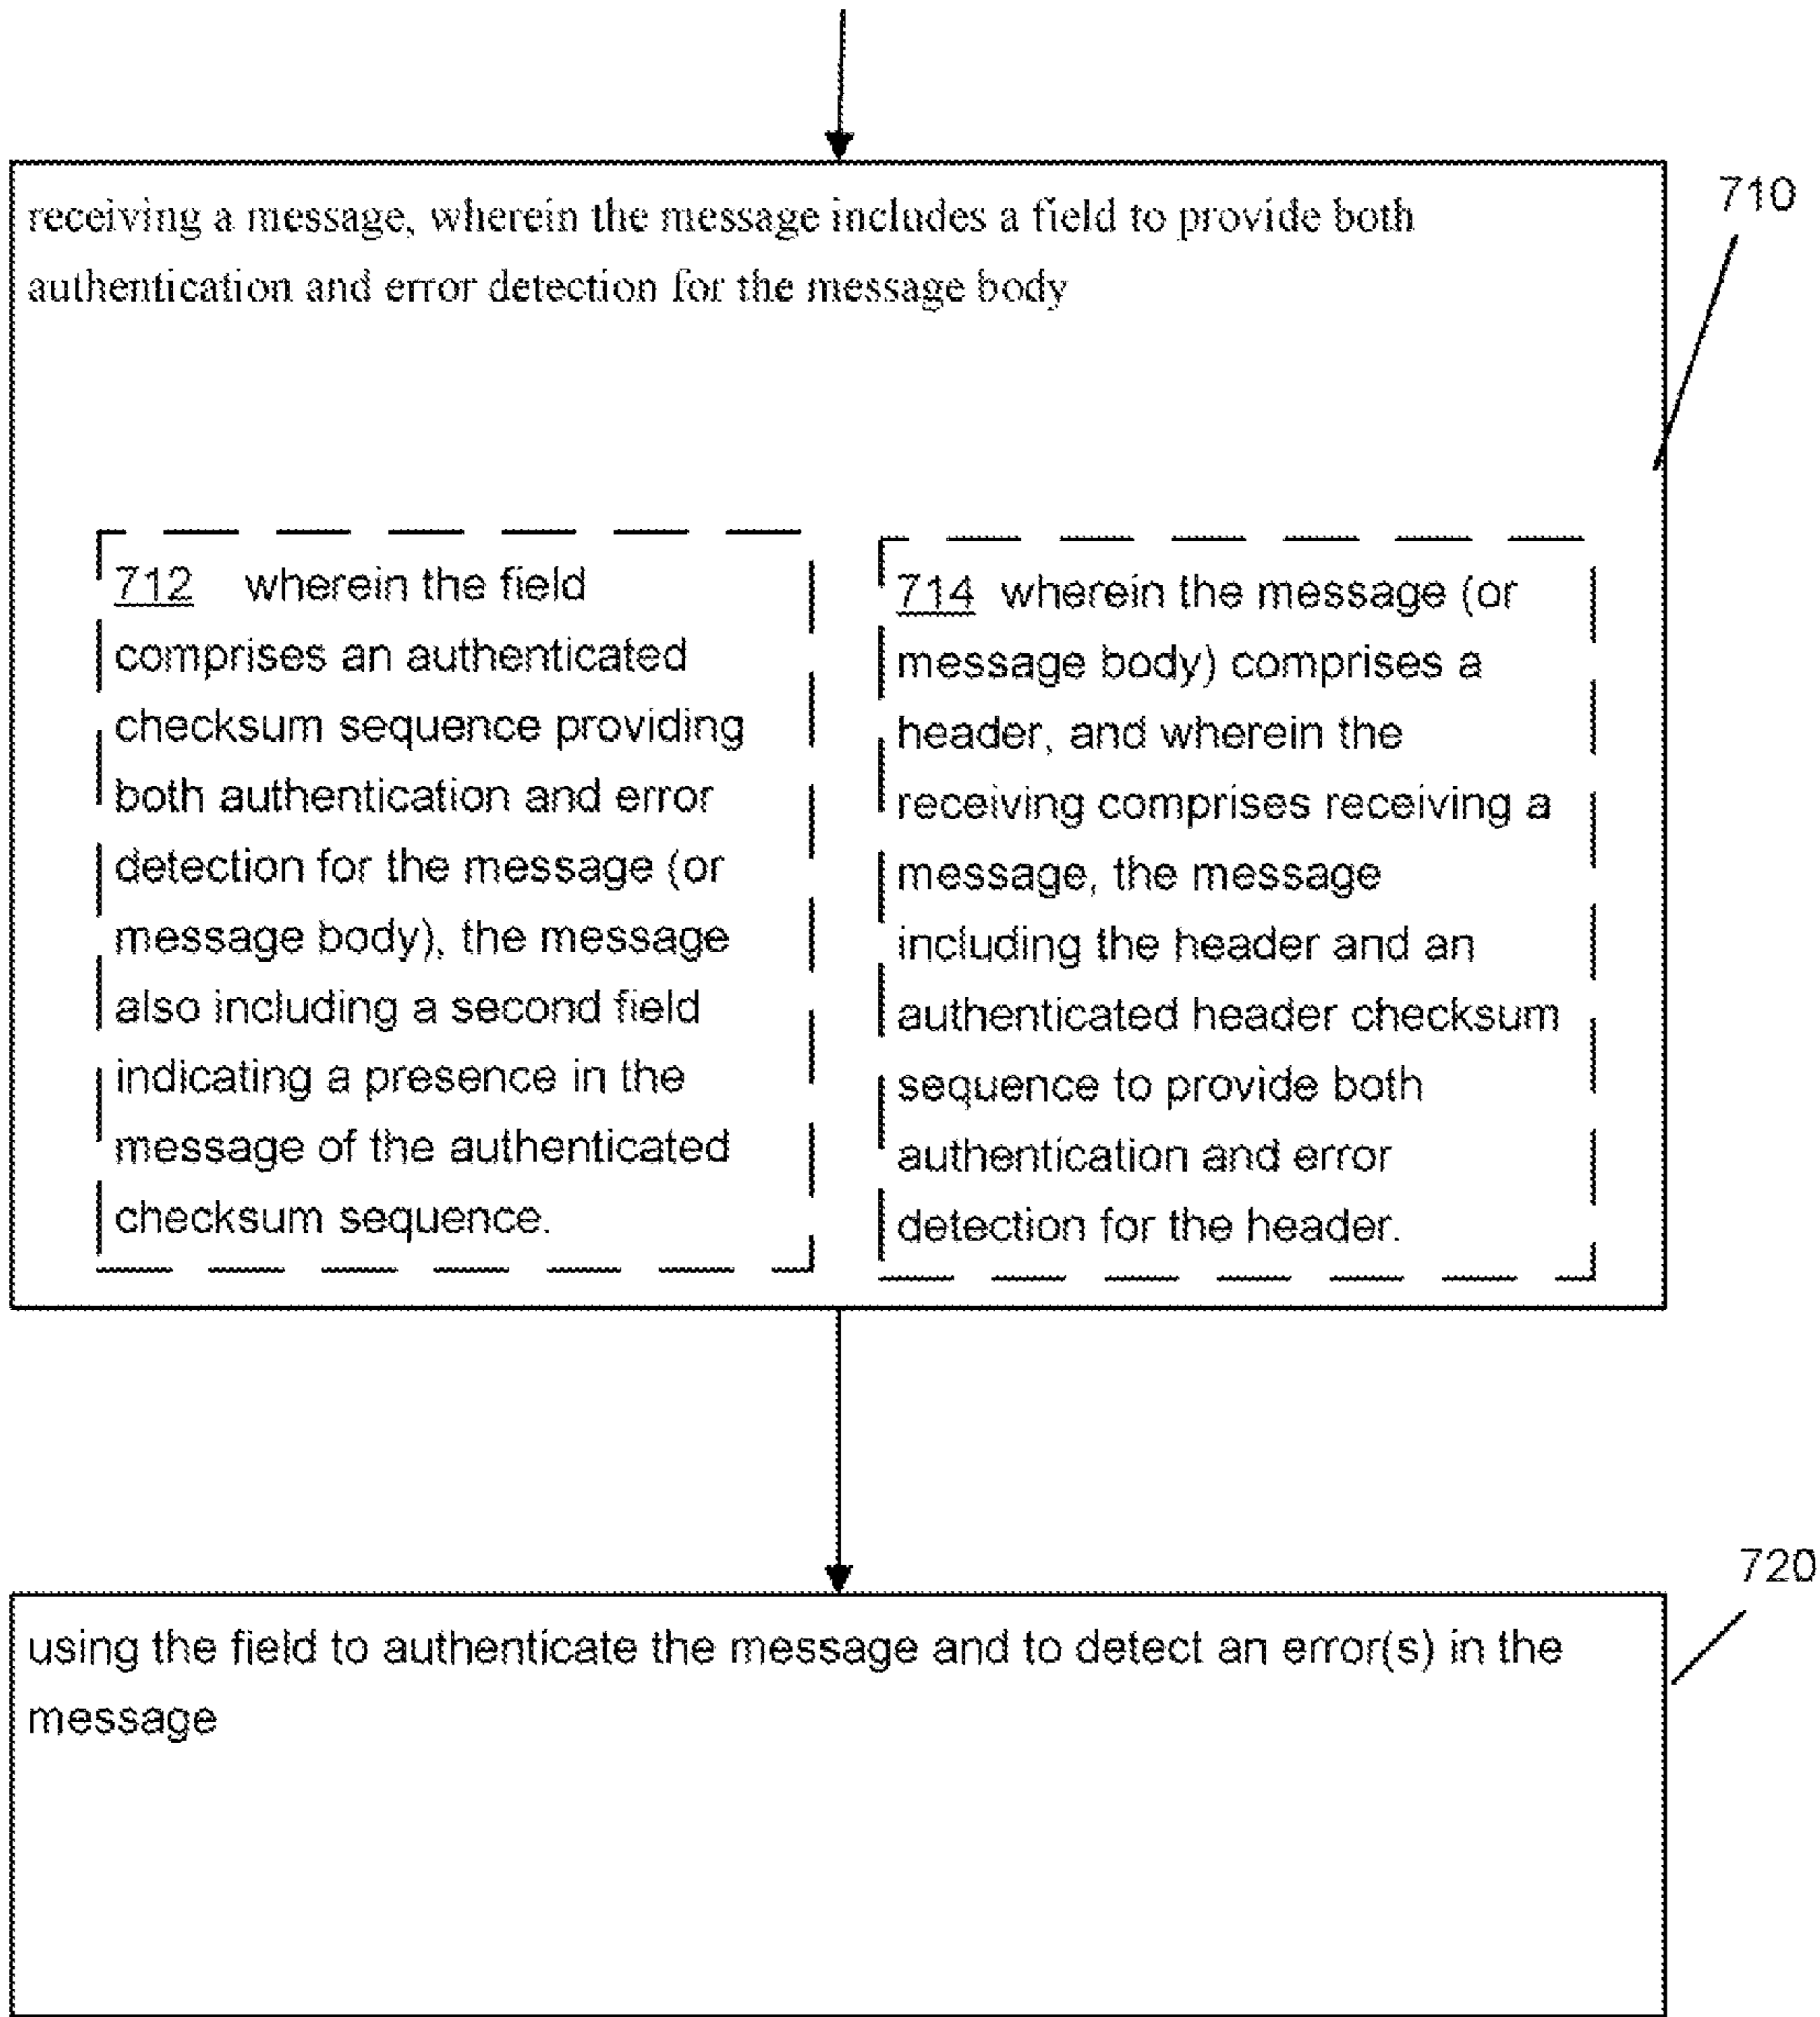 receiving a message, wherein the message includes a field to provide both
authentication and error detection for the message body
710
712 wherein the field
comprises an authenticated
checksum sequence providing
both authentication and error
detection for the message (or
message body), the message
also including a second field
indicating a presence in the
message of the authenticated
checksum sequence.
714 wherein the message (or
message body) comprises a
header, and wherein the
receiving comprises receiving a
message, the message
including the header and an
authenticated header checksum
sequence to provide both
authentication and error
detection for the header.
720
using the field to authenticate the message and to detect an error(s) in the
message